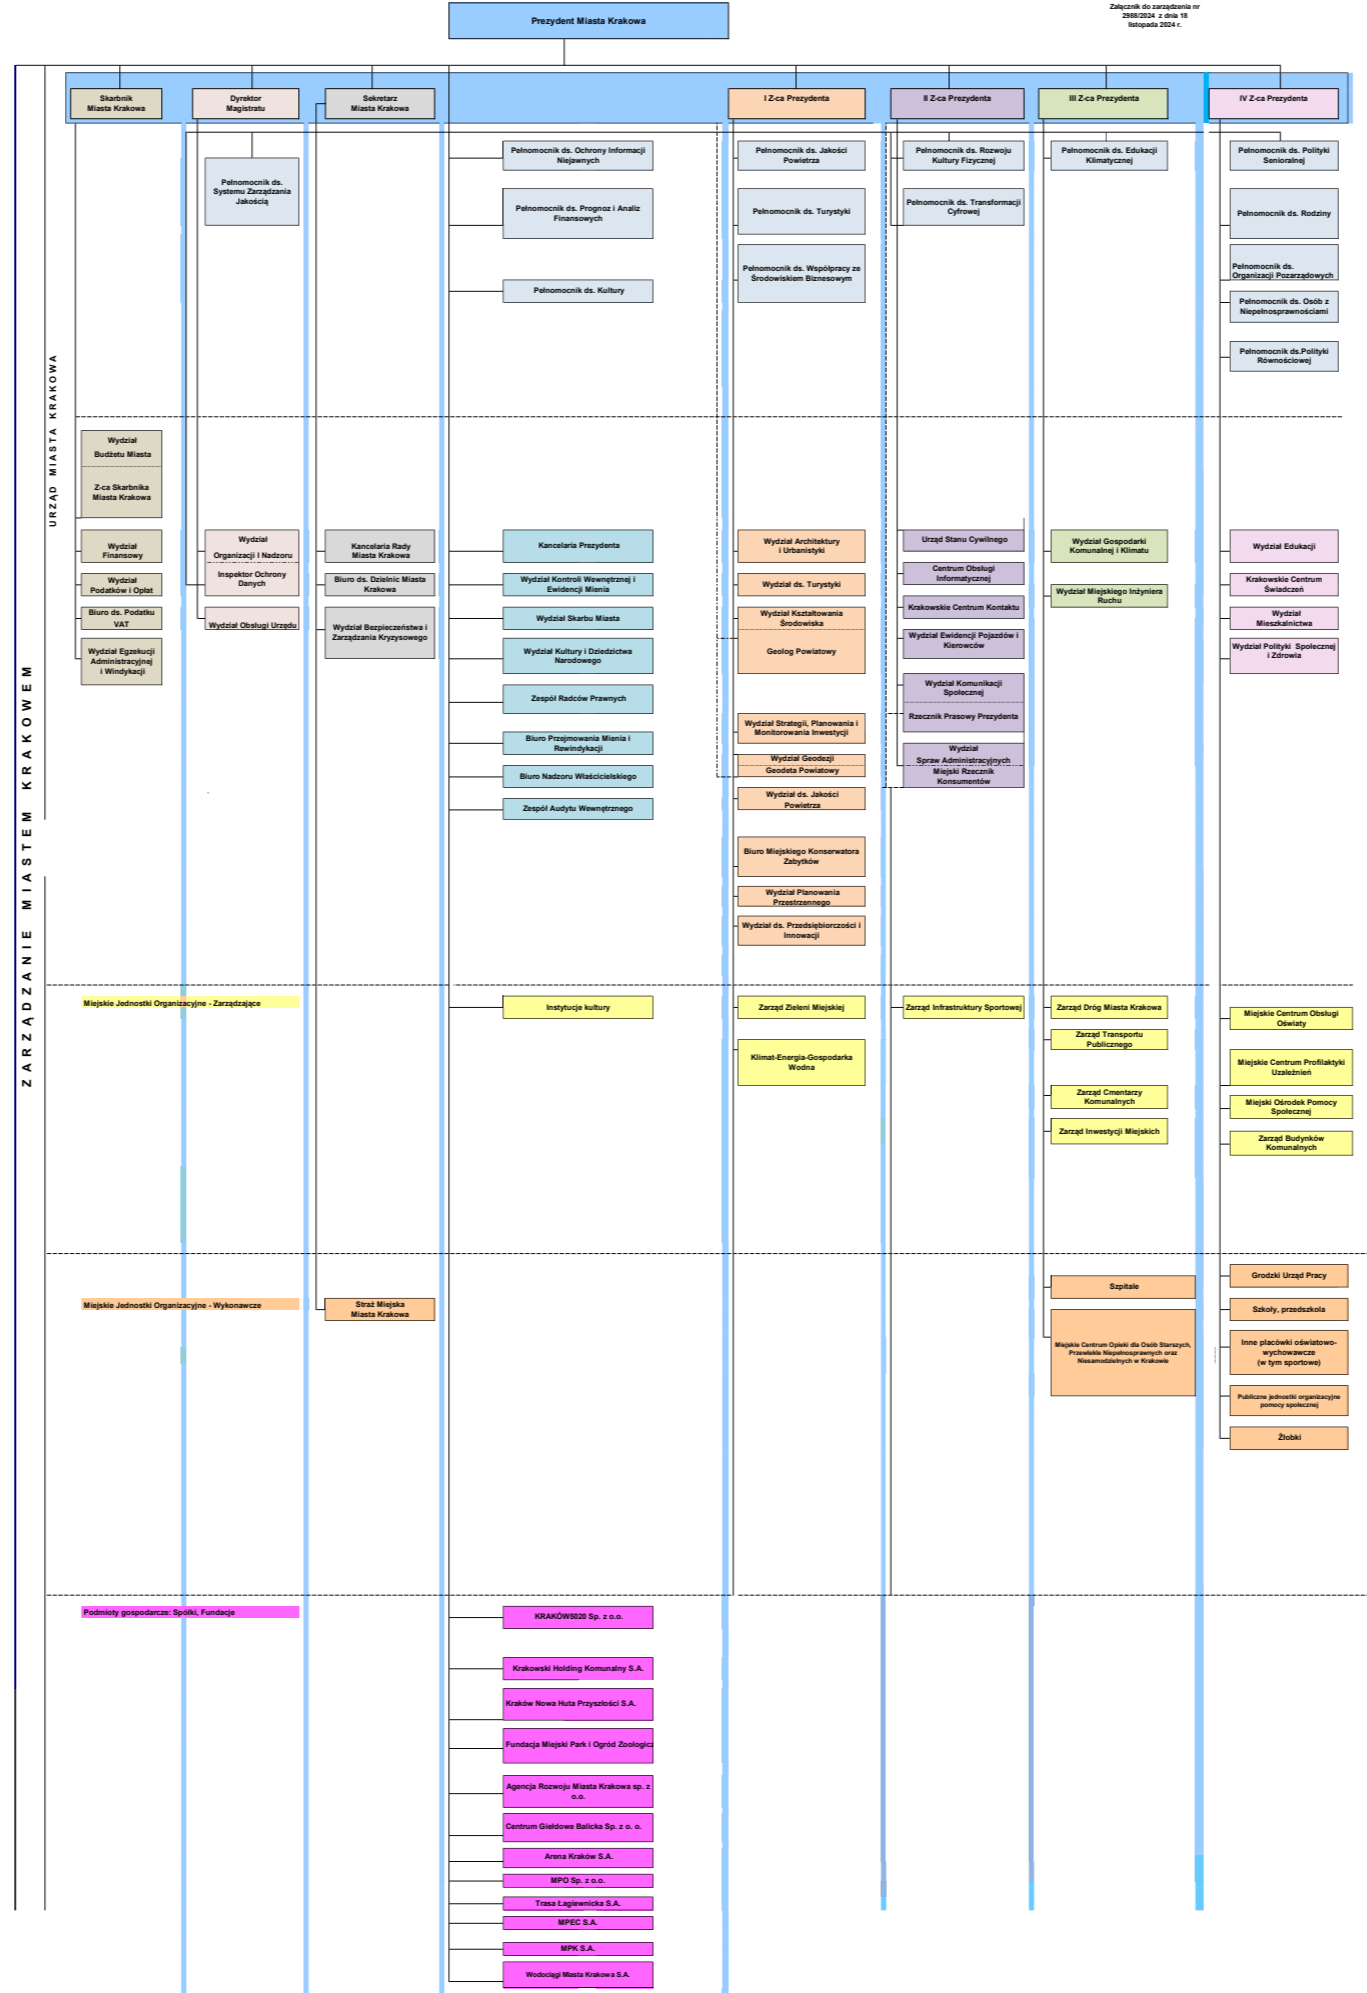 Załącznik do zarządzenia nr
2988/2024 z dnia 18
listopada 2024 r.
Prezydent Miasta Krakowa
Skarbnik
Miasta Krakowa
Dyrektor
Magistratu
Sekretarz
Miasta Krakowa
I Z-ca Prezydenta
II Z-ca Prezydenta
III Z-ca Prezydenta
IV Z-ca Prezydenta
ZARZĄDZANIE MIASTEM KRAKOWEM
URZĄD MIASTA KRAKOWA
Pełnomocnik ds.
Systemu Zarządzania
Jakością
Pełnomocnik ds. Ochrony Informacji
Niejawnych
Pełnomocnik ds. Prognoz i Analiz
Finansowych
Pełnomocnik ds. Kultury
Pełnomocnik ds. Jakości
Powietrza
Pełnomocnik ds. Turystyki
Pełnomocnik ds. Współpracy ze
Środowiskiem Biznesowym
Pełnomocnik ds. Rozwoju
Kultury Fizycznej
Pełnomocnik ds. Transformacji
Cyfrowej
Pełnomocnik ds. Edukacji
Klimatycznej
Pełnomocnik ds. Polityki
Senioralnej
Pełnomocnik ds. Rodziny
Pełnomocnik ds.
Organizacji Pozarządowych
Pełnomocnik ds. Osób z
Niepełnosprawnościami
Pełnomocnik ds.Polityki
Równościowej
Wydział
Budżetu Miasta
Z-ca Skarbnika
Miasta Krakowa
Wydział
Finansowy
Wydział
Podatków i Opłat
Biuro ds. Podatku
VAT
Wydział Egzekucji
Administracyjnej
i Windykacji
Wydział
Organizacji I Nadzoru
Inspektor Ochrony
Danych
Wydział Obsługi Urzędu
Kancelaria Rady
Miasta Krakowa
Biuro ds. Dzielnic Miasta
Krakowa
Wydział Bezpieczeństwa i
Zarządzania Kryzysowego
Kancelaria Prezydenta
Wydział Kontroli Wewnętrznej i
Ewidencji Mienia
Wydział Skarbu Miasta
Wydział Kultury i Dziedzictwa
Narodowego
Zespół Radców Prawnych
Biuro Przejmowania Mienia i
Rewindykacji
Biuro Nadzoru Właścicielskiego
Zespół Audytu Wewnętrznego
Wydział Architektury
i Urbanistyki
Wydział ds. Turystyki
Wydział Kształtowania
Środowiska
Geolog Powiatowy
Wydział Strategii, Planowania i
Monitorowania Inwestycji
Wydział Geodezji
Geodeta Powiatowy
Wydział ds. Jakości
Powietrza
Biuro Miejskiego Konserwatora
Zabytków
Wydział Planowania
Przestrzennego
Wydział ds. Przedsiębiorczości i
Innowacji
Urząd Stanu Cywilnego
Centrum Obsługi
Informatycznej
Krakowskie Centrum Kontaktu
Wydział Ewidencji Pojazdów i
Kierowców
Wydział Komunikacji
Społecznej
Rzecznik Prasowy Prezydenta
Wydział
Spraw Administracyjnych
Miejski Rzecznik
Konsumentów
Wydział Gospodarki
Komunalnej i Klimatu
Wydział Miejskiego Inżyniera
Ruchu
Wydział Edukacji
Krakowskie Centrum
Świadczeń
Wydział
Mieszkalnictwa
Wydział Polityki Społecznej
i Zdrowia
Miejskie Jednostki Organizacyjne - Zarządzające
Instytucje kultury
Zarząd Zieleni Miejskiej
Klimat-Energia-Gospodarka
Wodna
Zarząd Infrastruktury Sportowej
Zarząd Dróg Miasta Krakowa
Zarząd Transportu
Publicznego
Zarząd Cmentarzy
Komunalnych
Zarząd Inwestycji Miejskich
Miejskie Centrum Obsługi
Oświaty
Miejskie Centrum Profilaktyki
Uzależnień
Miejski Ośrodek Pomocy
Społecznej
Zarząd Budynków
Komunalnych
Miejskie Jednostki Organizacyjne - Wykonawcze
Straż Miejska
Miasta Krakowa
Szpitale
Miejskie Centrum Opieki dla Osób Starszych,
Przewlekle Niepełnosprawnych oraz
Niesamodzielnych w Krakowie
Grodzki Urząd Pracy
Szkoły, przedszkola
Inne placówki oświatowo-
wychowawcze
(w tym sportowe)
Publiczne jednostki organizacyjne
pomocy społecznej
Żłobki
Podmioty gospodarcze: Spółki, Fundacje
KRAKÓW5020 Sp. z o.o.
Krakowski Holding Komunalny S.A.
Kraków Nowa Huta Przyszłości S.A.
Fundacja Miejski Park i Ogród Zoologicz
Agencja Rozwoju Miasta Krakowa sp. z
o.o.
Centrum Giełdowe Balicka Sp. z o. o.
Arena Kraków S.A.
MPO Sp. z o.o.
Trasa Łagiewnicka S.A.
MPEC S.A.
MPK S.A.
Wodociągi Miasta Krakowa S.A.